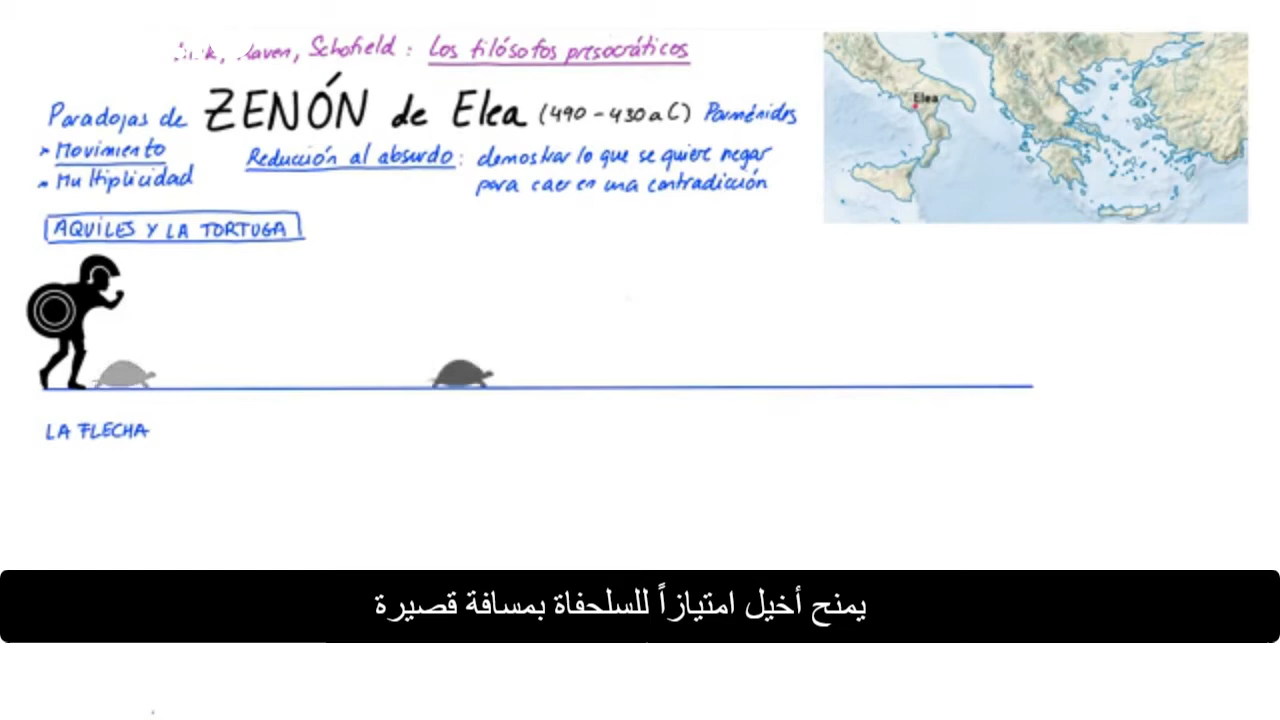 Schofield : Los filósofos presocráticos
Paradojas de ZENÓN de Elea (490-430 a C) Parménides
> Movimiento
Multiplicidad
Reducción al absurdo : demostrar lo que se quiere negar
para caer en una contradicción
Elea
AQUILES Y LA TORTUGA
LA FLECHA
يمنح أخيل امتيازاً للسلحفاة بمسافة قصيرة